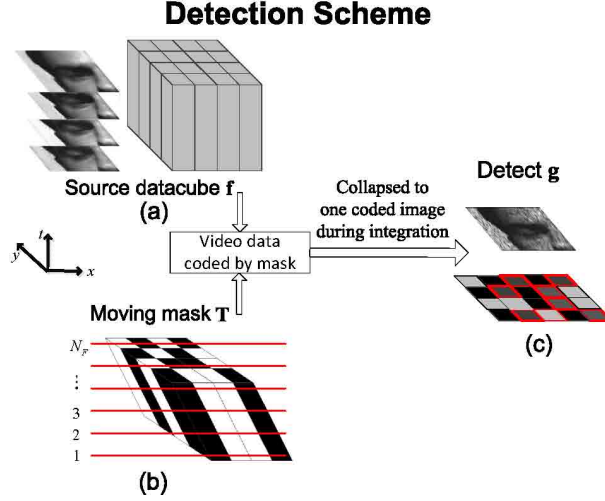 Detection Scheme
Source datacube f
(a)
Collapsed to
one coded image
during integration
Detect g
Video data
coded by mask
t
y
x
Moving mask T
(c)
N_F
⋮
3
2
1
(b)